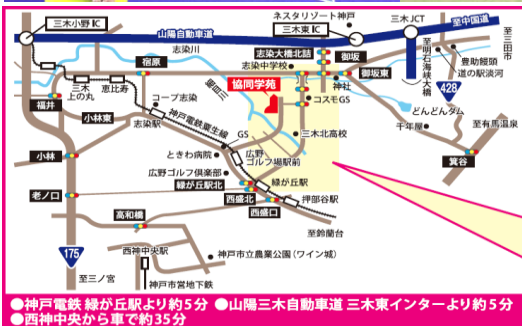 ネスタリゾート神戸
三木小野IC
三木東IC
三木JCT
至中国道
山陽自動車道
志染川
志染大橋北詰
御坂
至明石海峡大橋
豊助饅頭
道の駅淡河
至三田市
宿原
志染中学校
御坂東
神社
428
福井
三木上の丸
恵比寿
コープ志染
協同学苑
コスモGS
どんどんダム
小林東
志染駅
神戸電鉄粟生線
GS
三木北高校
千年屋
至有馬温泉
小林
ときわ病院
広野ゴルフ場駅前
箕谷
広野ゴルフ倶楽部
緑が丘駅北
緑が丘駅
老ノ口
西盛北
押部谷駅
高和橋
西盛口
至鈴蘭台
175
西神中央駅
神戸市立農業公園(ワイン城)
至三ノ宮
神戸市営地下鉄
●神戸電鉄 緑が丘駅より約5分 ●山陽三木自動車道 三木東インターより約5分
●西神中央から車で約35分